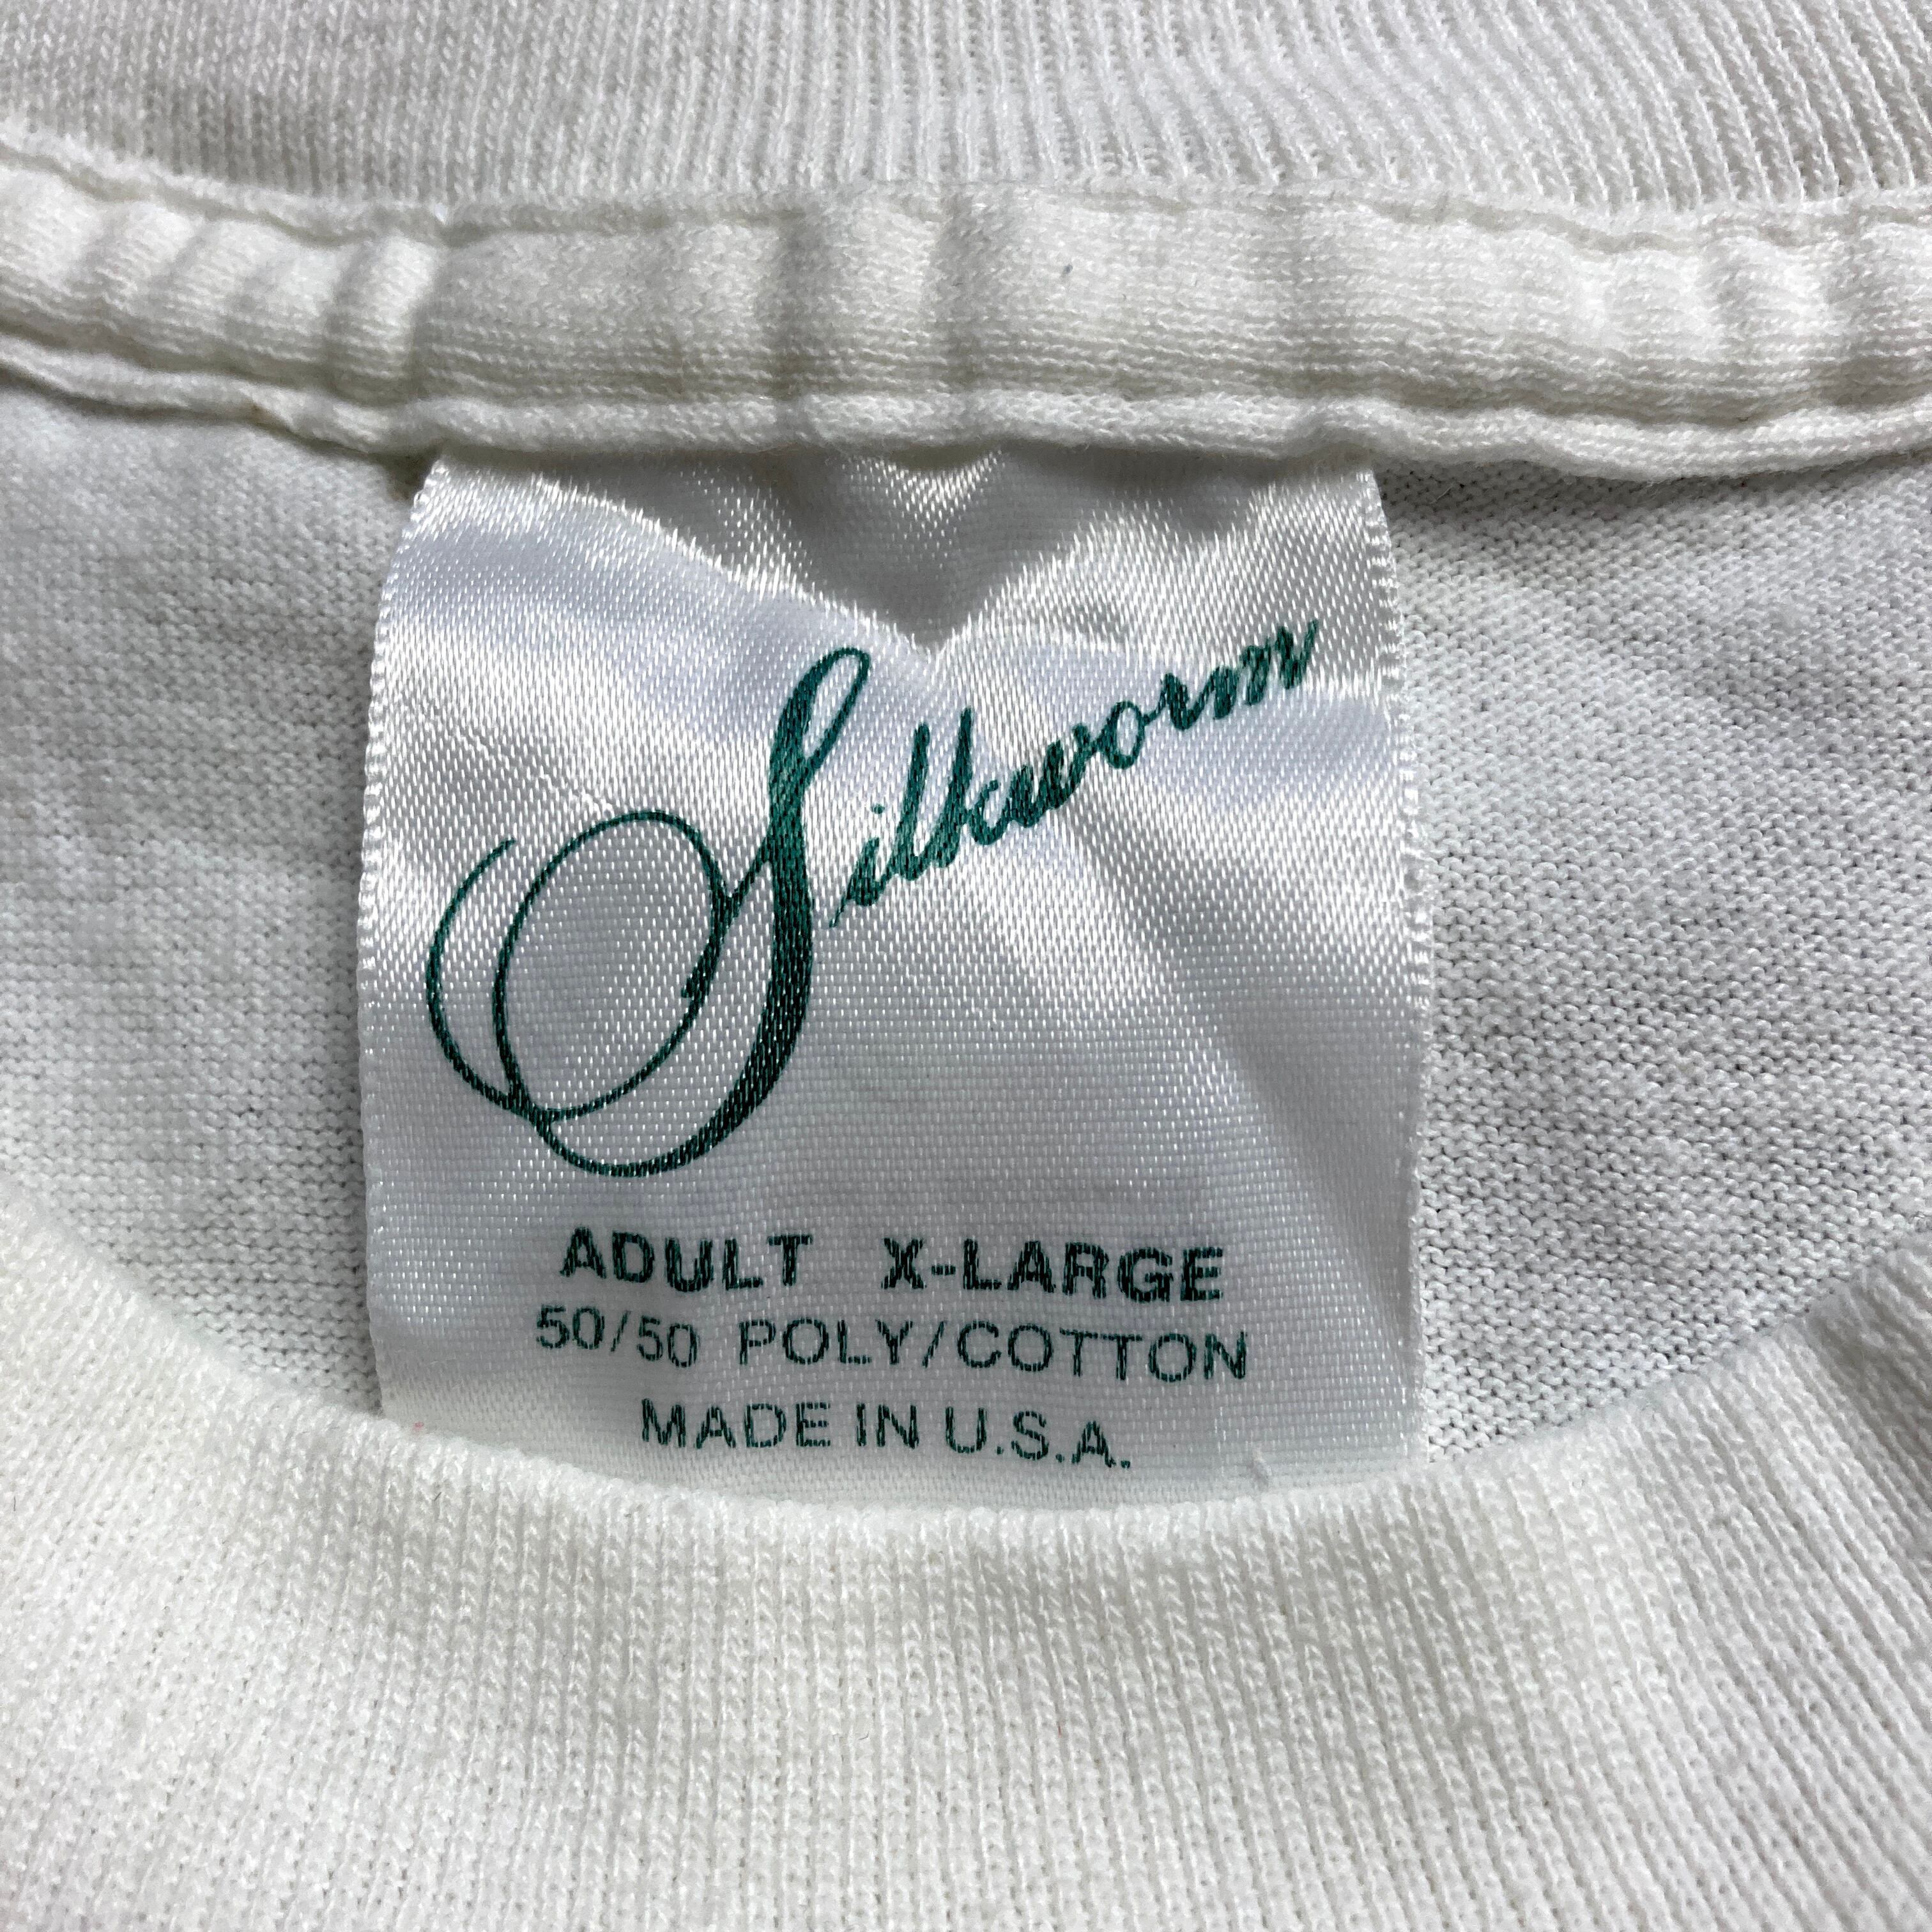 Silkworm
ADULT X-LARGE
50/50 POLY/COTTON
MADE IN U.S.A.